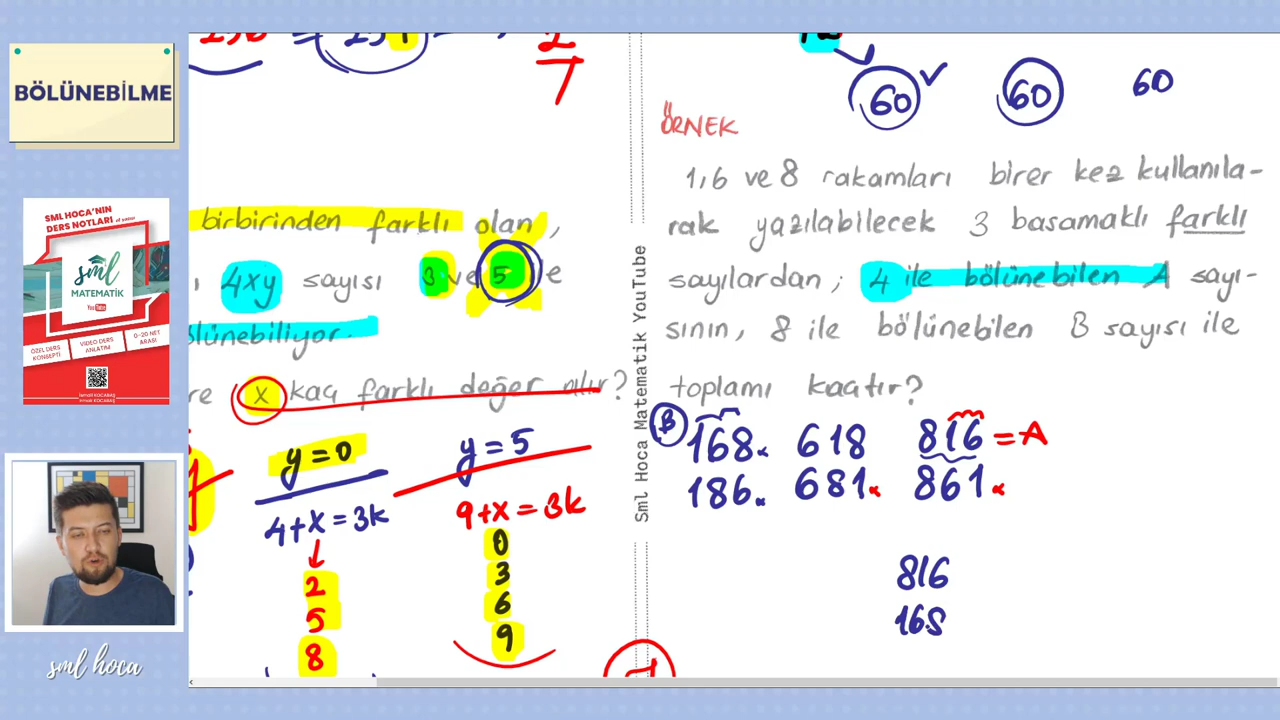 BÖLÜNEBİLME
SML HOCA'NIN
DERS NOTLARI
sml
MATEMATİK
YouTube
ÖZEL DERS
KONSEPTİ
VİDEO DERS
ANLATIM
0-20 NET
ARASI
sml hoca
birbirinden farklı olan,
4xy sayısı 3 ve 5 ile
bölünebiliyor.
re x kaç farklı değer alır?
y=0
4+x=3k
2
5
8
y=5
9+x=3k
0
3
6
9
Sml Hoca Matematik YouTube
60 60 60
ÖRNEK
1,6 ve 8 rakamları birer kez kullanıla-
rak yazılabilecek 3 basamaklı farklı
sayılardan; 4 ile bölünebilen A sayı-
sının, 8 ile bölünebilen B sayısı ile
toplamı kaçtır?
B 168 618 816 = A
186 681 861
816
168